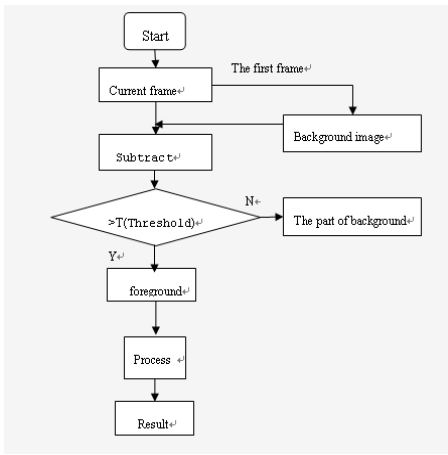 Start
The first frame
Current frame
Background image
Subtract
N
>T(Threshold)
The part of background
Y
foreground
Process
Result